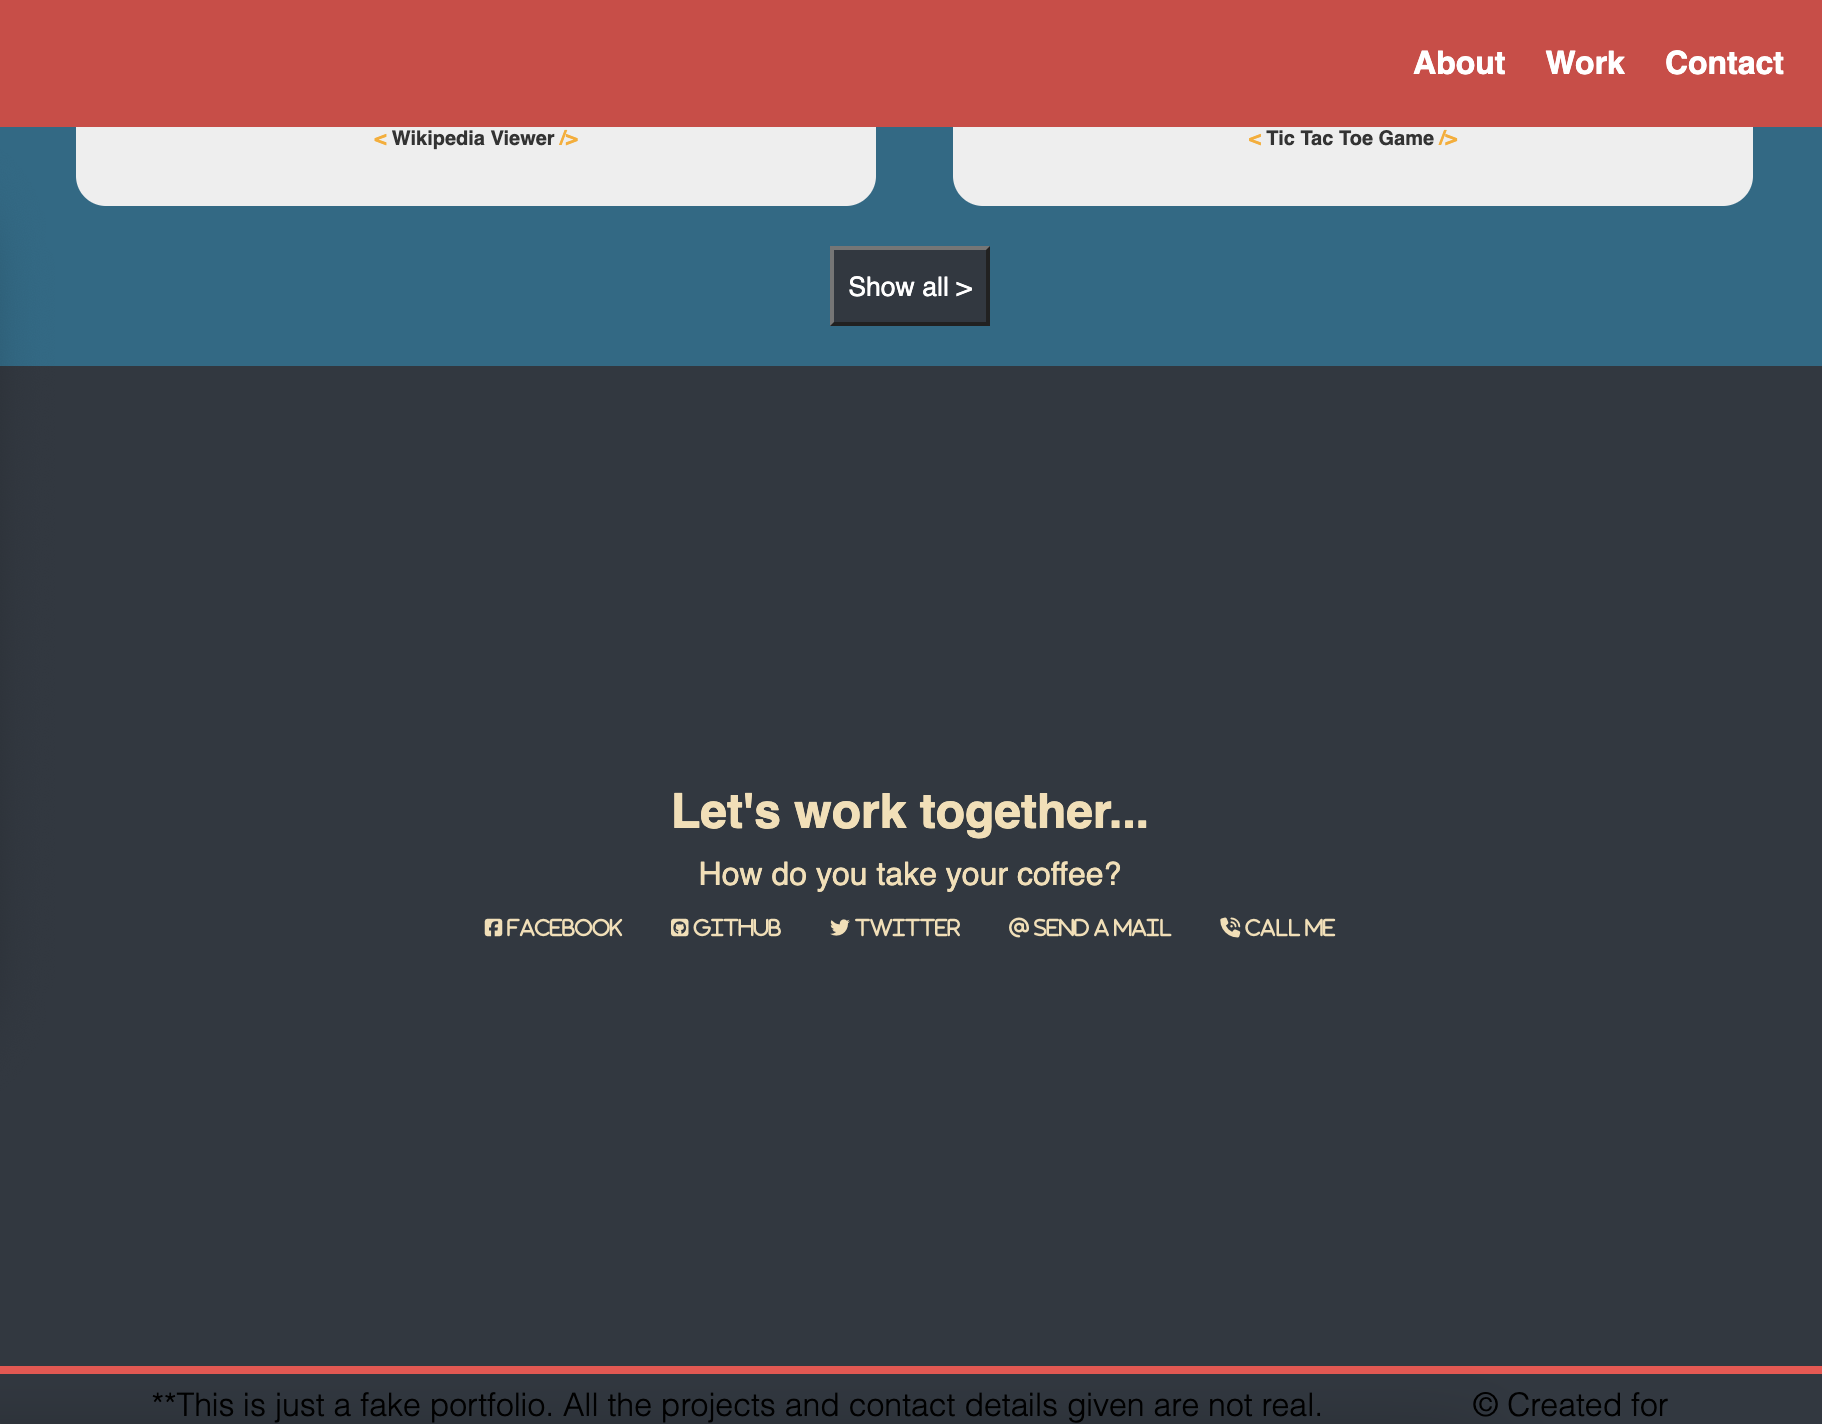 About Work Contact
< Wikipedia Viewer /> < Tic Tac Toe Game />
Show all >
Let's work together...
How do you take your coffee?
FACEBOOK GITHUB TWITTER @ SEND A MAIL CALL ME
**This is just a fake portfolio. All the projects and contact details given are not real. © Created for